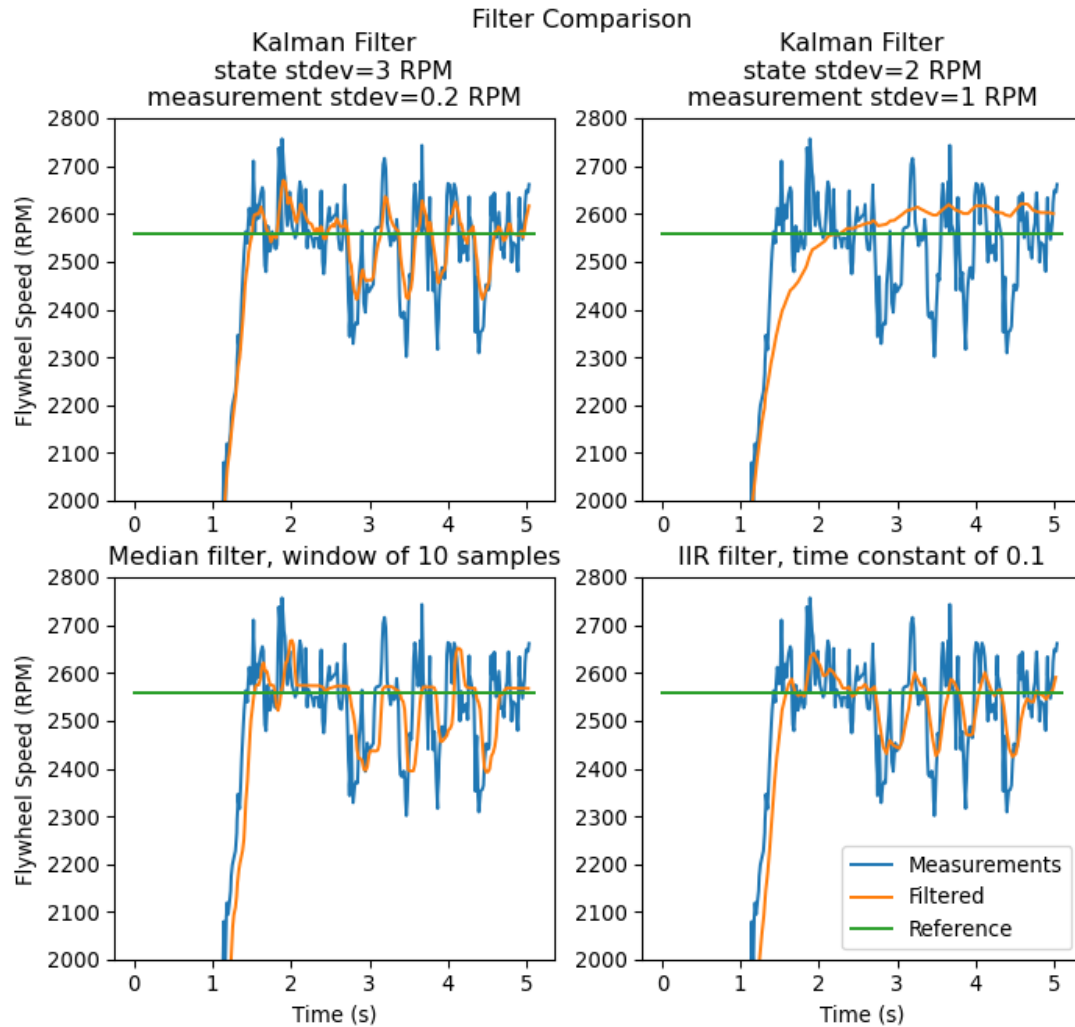 Filter Comparison
Kalman Filter
state stdev=3 RPM
measurement stdev=0.2 RPM
2800
2700
2600
2500
2400
2300
2200
2100
2000
Flywheel Speed (RPM)
0 1 2 3 4 5
Kalman Filter
state stdev=2 RPM
measurement stdev=1 RPM
2800
2700
2600
2500
2400
2300
2200
2100
2000
0 1 2 3 4 5
Median filter, window of 10 samples
2800
2700
2600
2500
2400
2300
2200
2100
2000
Flywheel Speed (RPM)
0 1 2 3 4 5
Time (s)
IIR filter, time constant of 0.1
2800
2700
2600
2500
2400
2300
2200
2100
2000
Measurements
Filtered
Reference
0 1 2 3 4 5
Time (s)